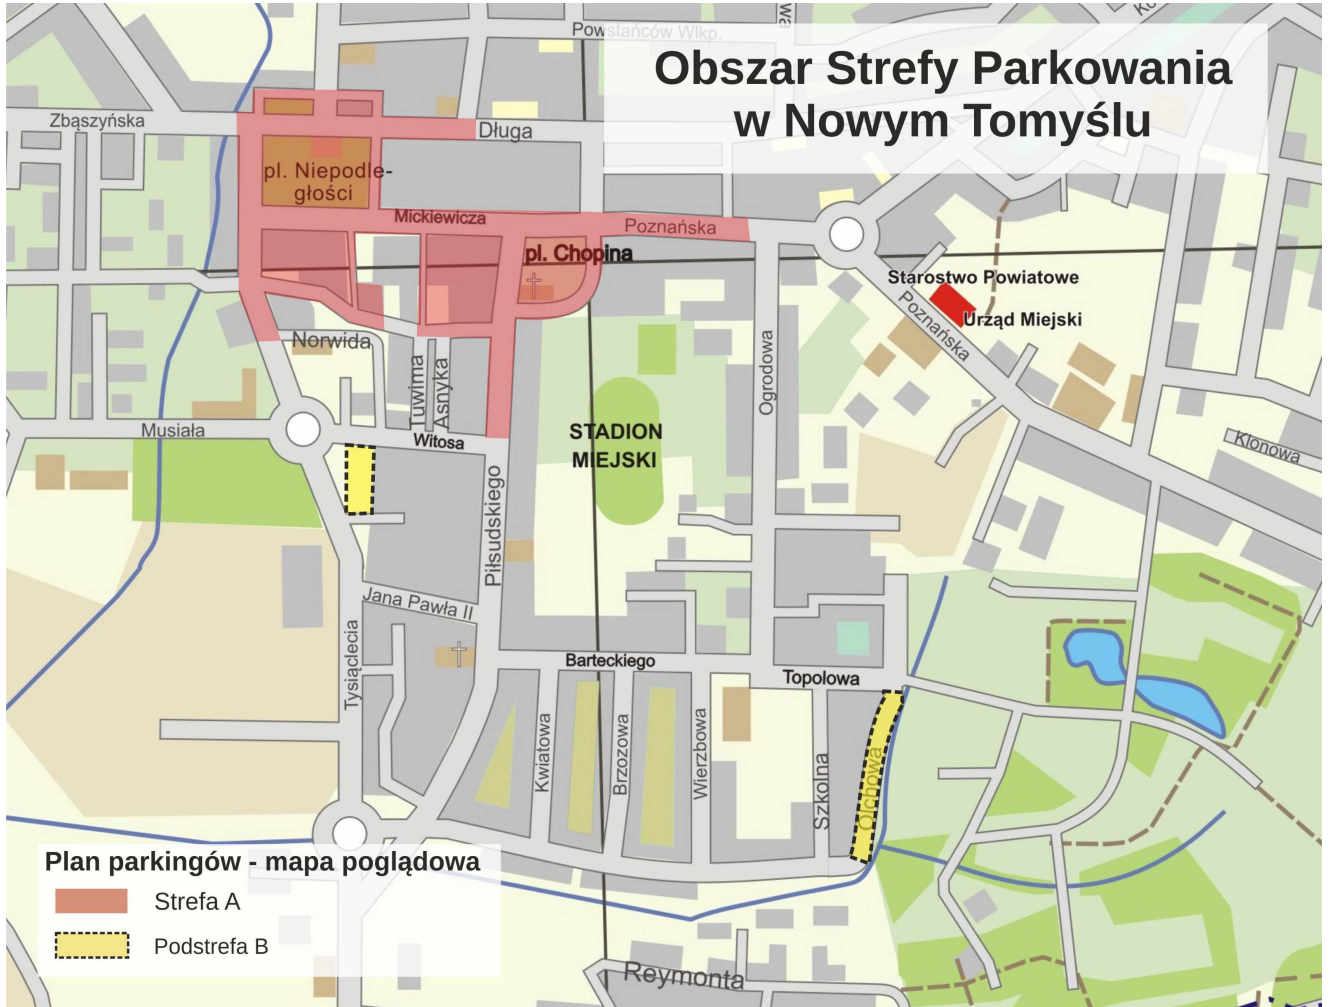 Powstańców Wlkp.
Obszar Strefy Parkowania
w Nowym Tomyślu
Zbąszyńska
Długa
pl. Niepodle-
głości
Mickiewicza
Poznańska
pl. Chopina
Starostwo Powiatowe
Urząd Miejski
Poznańska
Norwida
Tuwima
Asnyka
Ogrodowa
Musiała
Witosa
STADION
MIEJSKI
Klonowa
Piłsudskiego
Jana Pawła II
Tysiąclecia
Barteckiego
Topolowa
Kwiatowa
Brzozowa
Wierzbowa
Szkolna
Olchowa
Plan parkingów - mapa poglądowa
Strefa A
Podstrefa B
Reymonta